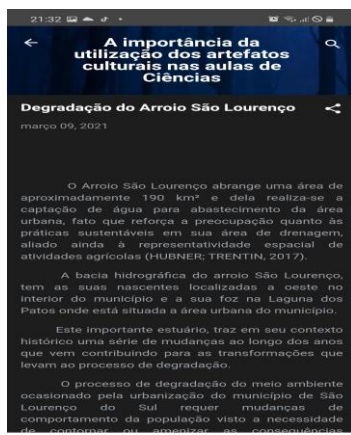 21:32
A importância da
utilização dos artefatos
culturais nas aulas de
Ciências
Degradação do Arroio São Lourenço
março 09, 2021
O Arroio São Lourenço abrange uma área de
aproximadamente 190 km² e dela realiza-se a
captação de água para abastecimento da área
urbana, fato que reforça a preocupação quanto às
práticas sustentáveis em sua área de drenagem,
aliado ainda à representatividade espacial de
atividades agrícolas (HUBNER; TRENTIN, 2017).
A bacia hidrográfica do arroio São Lourenço,
tem as suas nascentes localizadas a oeste no
interior do município e a sua foz na Laguna dos
Patos onde está situada a área urbana do município.
Este importante estuário, traz em seu contexto
histórico uma série de mudanças ao longo dos anos
que vem contribuindo para as transformações que
levam ao processo de degradação.
O processo de degradação do meio ambiente
ocasionado pela urbanização do município de São
Lourenço do Sul requer mudanças de
comportamento da população visto a necessidade
de contornar ou amenizar as consequências